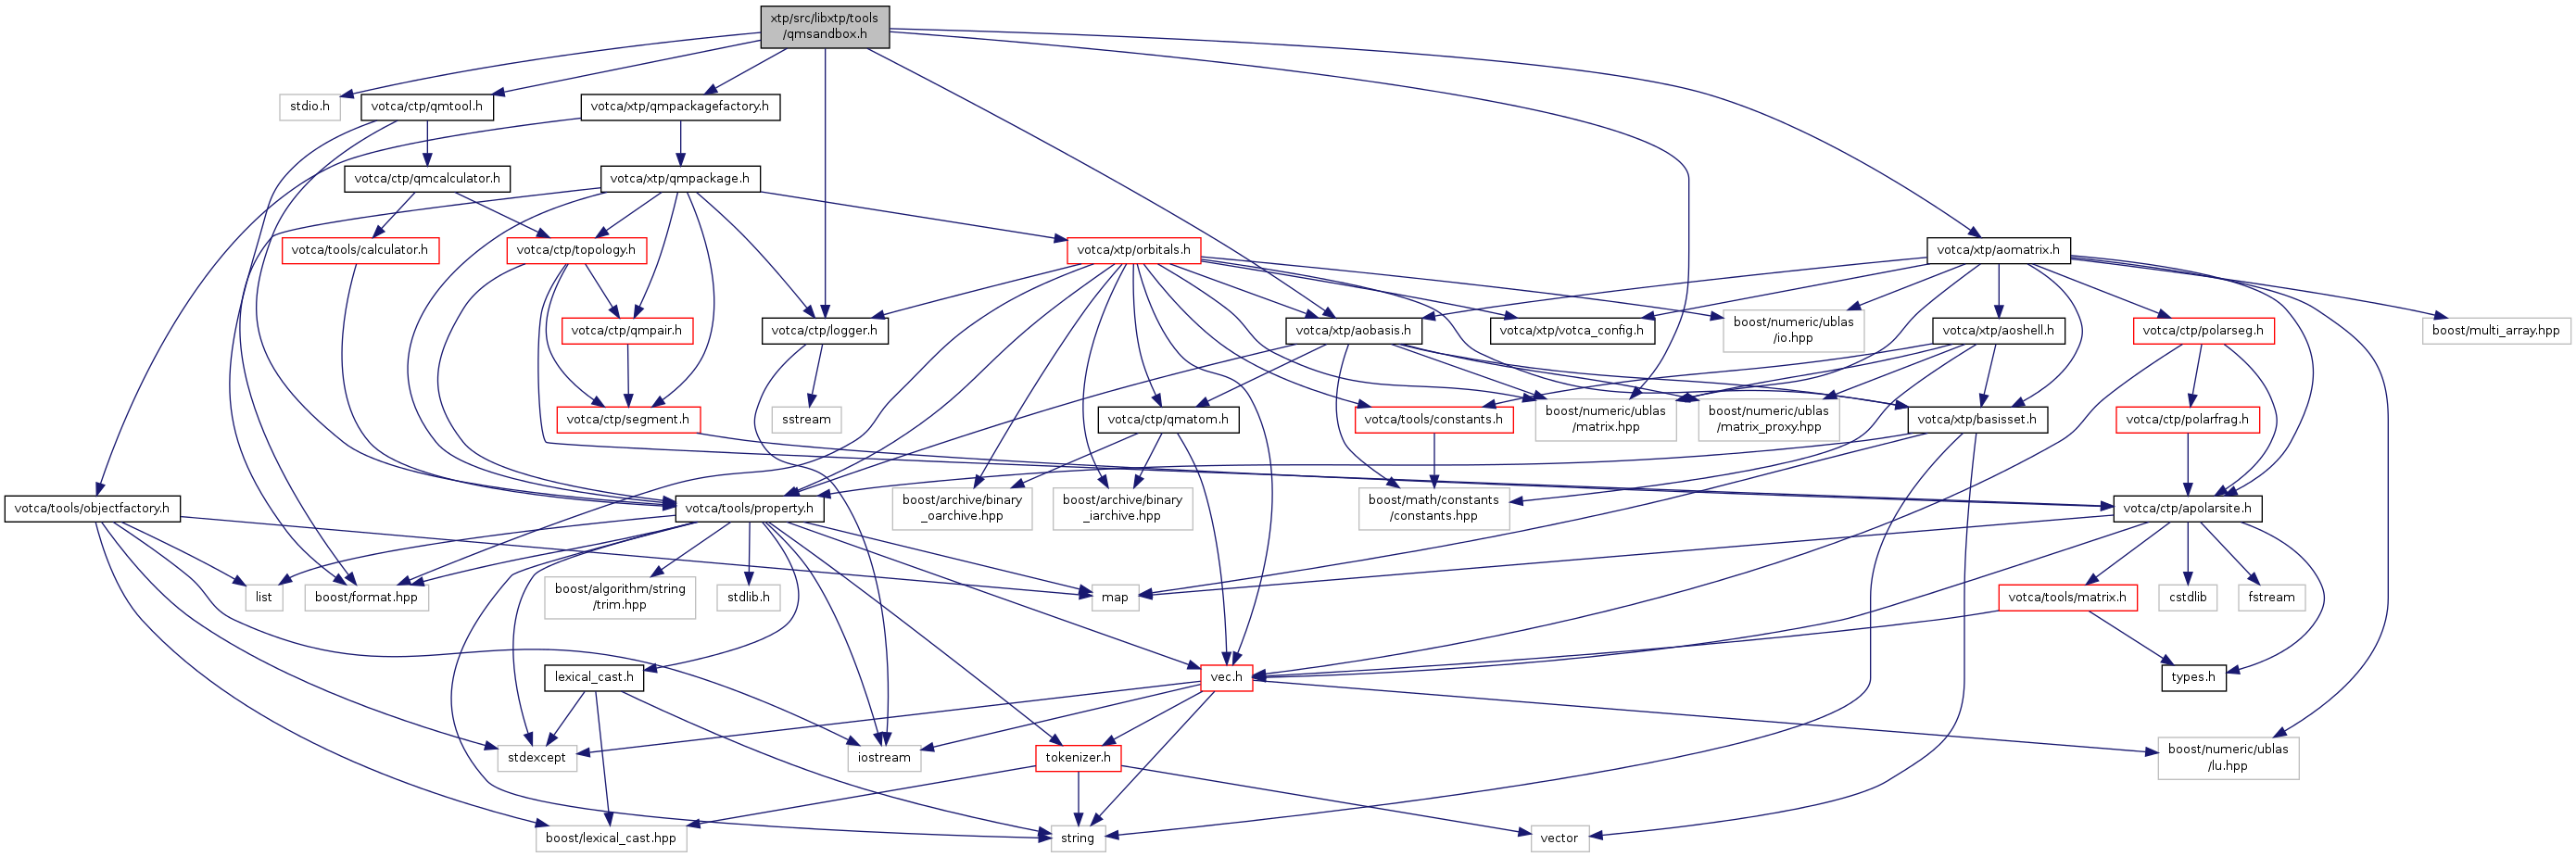 xtp/src/libxtp/tools
/qmsandbox.h
stdio.h
votca/ctp/qmtool.h
votca/xtp/qmpackagefactory.h
votca/ctp/qmcalculator.h
votca/xtp/qmpackage.h
votca/tools/calculator.h
votca/ctp/topology.h
votca/xtp/orbitals.h
votca/xtp/aomatrix.h
votca/ctp/qmpair.h
votca/ctp/logger.h
votca/xtp/aobasis.h
votca/xtp/votca_config.h
boost/numeric/ublas
/io.hpp
votca/xtp/aoshell.h
votca/ctp/polarseg.h
boost/multi_array.hpp
votca/ctp/segment.h
sstream
votca/ctp/qmatom.h
votca/tools/constants.h
boost/numeric/ublas
/matrix.hpp
boost/numeric/ublas
/matrix_proxy.hpp
votca/xtp/basisset.h
votca/ctp/polarfrag.h
votca/tools/objectfactory.h
votca/tools/property.h
boost/archive/binary
_oarchive.hpp
boost/archive/binary
_iarchive.hpp
boost/math/constants
/constants.hpp
votca/ctp/apolarsite.h
list
boost/format.hpp
boost/algorithm/string
/trim.hpp
stdlib.h
map
votca/tools/matrix.h
cstdlib
fstream
lexical_cast.h
vec.h
types.h
stdexcept
iostream
tokenizer.h
boost/numeric/ublas
/lu.hpp
boost/lexical_cast.hpp
string
vector